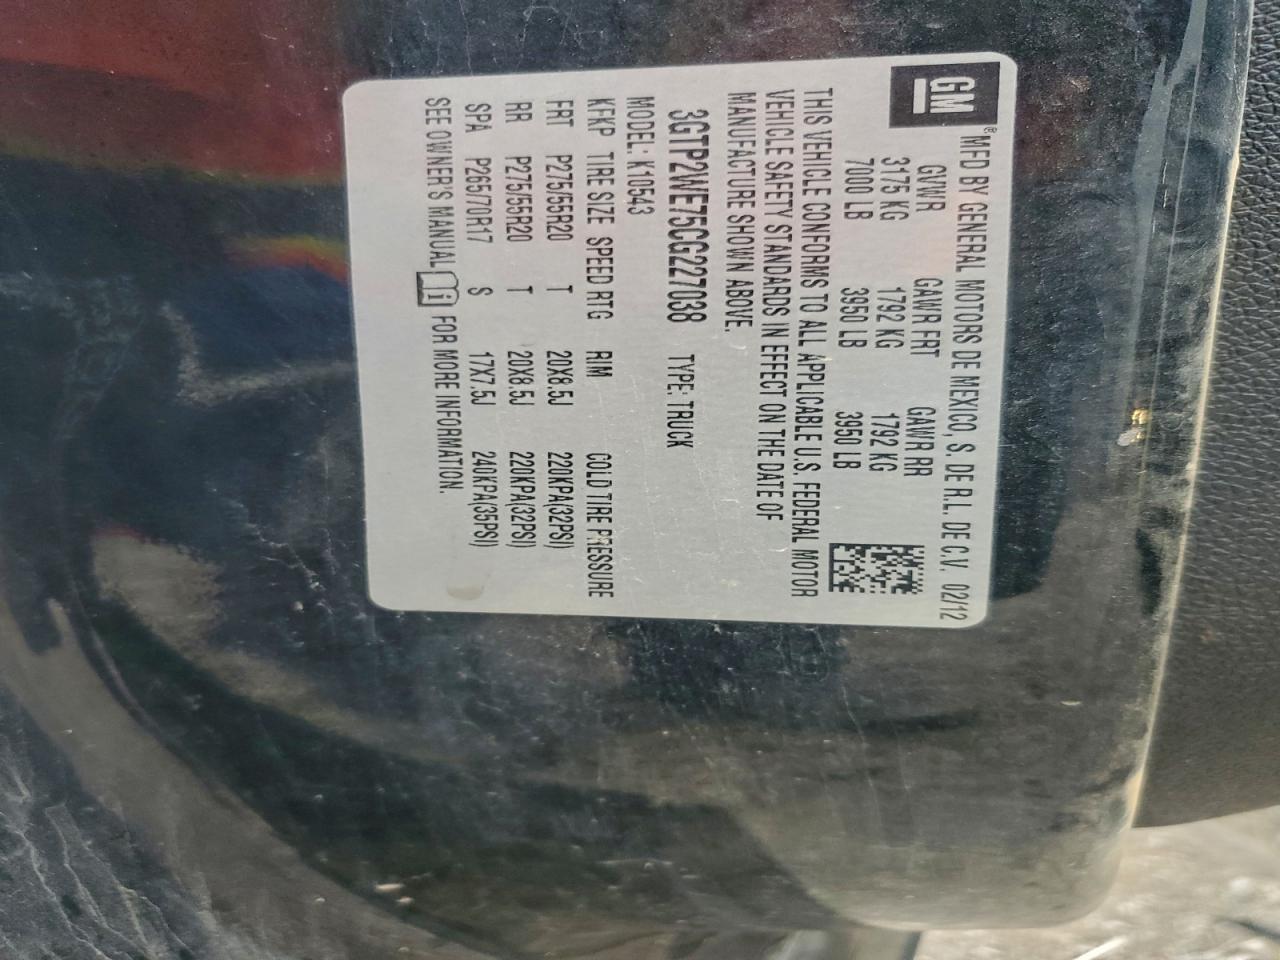 GM
® MFD BY GENERAL MOTORS DE MEXICO, S. DE R.L. DE C.V. 02/12
GVWR GAWR FRT GAWR RR
3175 KG 1792 KG 1792 KG
7000 LB 3950 LB 3950 LB
THIS VEHICLE CONFORMS TO ALL APPLICABLE U.S. FEDERAL MOTOR
VEHICLE SAFETY STANDARDS IN EFFECT ON THE DATE OF
MANUFACTURE SHOWN ABOVE.
3GTP2WE75CG227038 TYPE: TRUCK
MODEL: K10543
KFKP TIRE SIZE SPEED RTG RIM COLD TIRE PRESSURE
FRT P275/55R20 T 20X8.5J 220KPA(32PSI)
RR P275/55R20 T 20X8.5J 220KPA(32PSI)
SPA P265/70R17 S 17X7.5J 240KPA(35PSI)
SEE OWNER'S MANUAL FOR MORE INFORMATION.